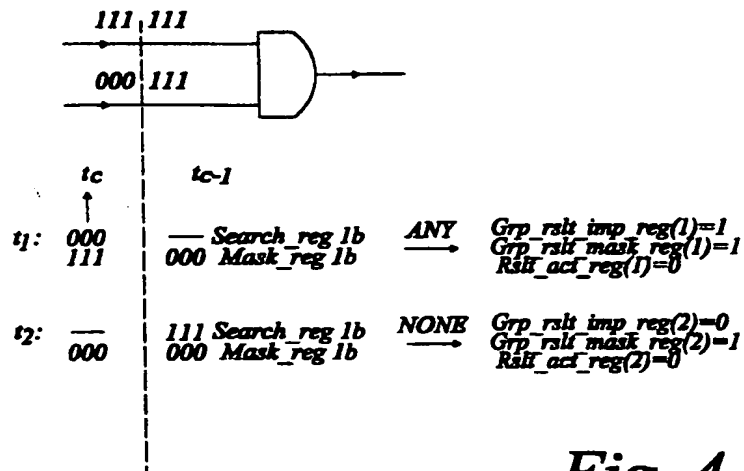 111 111
000 111
tc tc-1
t1: 000 — Search_reg 1b ANY Grp_rslt_imp_reg(1)=1
111 000 Mask_reg 1b Grp_rslt_mask_reg(1)=1
Rslt_act_reg(1)=0
t2: — 111 Search_reg 1b NONE Grp_rslt_imp_reg(2)=0
000 000 Mask_reg 1b Grp_rslt_mask_reg(2)=1
Rslt_act_reg(2)=0
Fig. 4